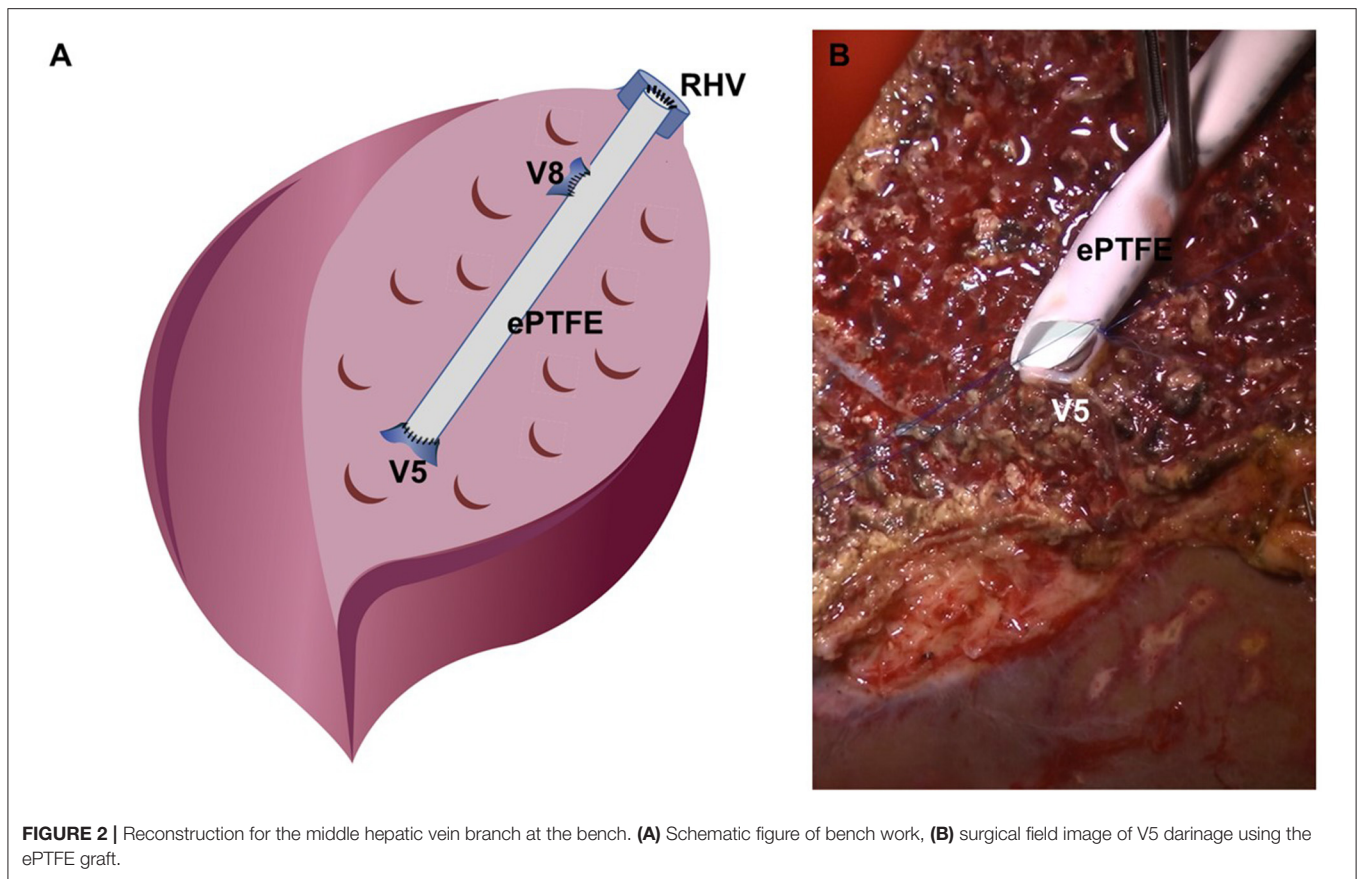 A
RHV
V8
ePTFE
V5
B
ePTFE
V5
FIGURE 2 | Reconstruction for the middle hepatic vein branch at the bench. (A) Schematic figure of bench work, (B) surgical field image of V5 darinage using the
ePTFE graft.